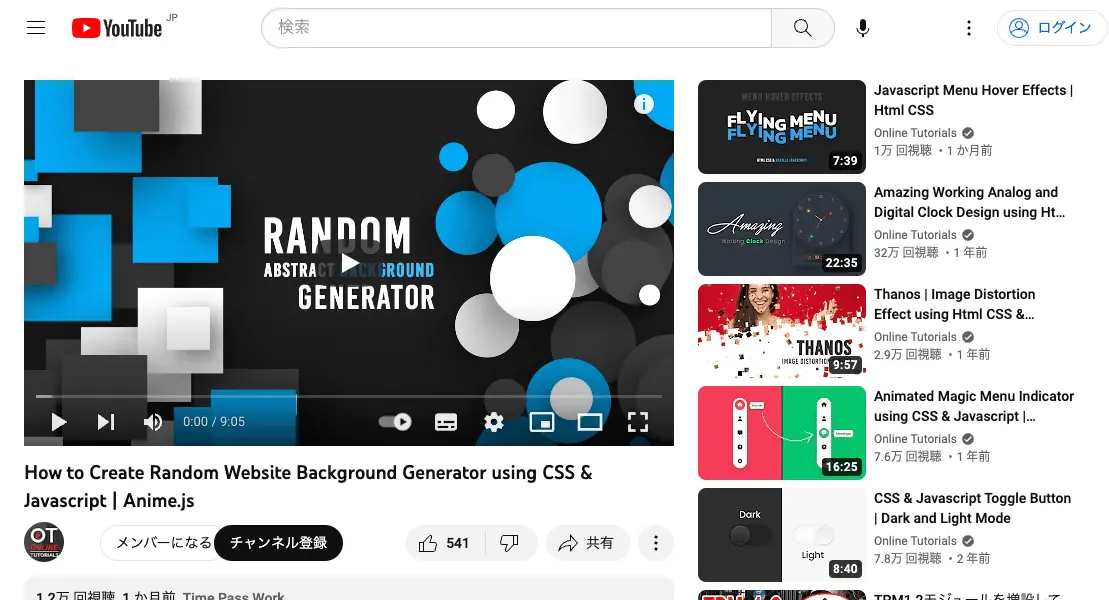 YouTube JP
検索
ログイン
RANDOM
ABSTRACT BACKGROUND
GENERATOR
0:00 / 9:05
How to Create Random Website Background Generator using CSS &
Javascript | Anime.js
OT
ONLINE
TUTORIALS
メンバーになる
チャンネル登録
541
共有
1.2万 回視聴 1 か月前 Time Pass Work
MENU HOVER EFFECTS
FLYING MENU
FLYING MENU
HTML CSS & VANILLA JAVASCRIPT
7:39
Javascript Menu Hover Effects |
Html CSS
Online Tutorials
1万 回視聴 ・1 か月前
Amazing
Working Clock Design
22:35
Amazing Working Analog and
Digital Clock Design using Ht...
Online Tutorials
32万 回視聴 ・1 年前
THANOS
IMAGE DISTORTION
9:57
Thanos | Image Distortion
Effect using Html CSS &...
Online Tutorials
2.9万 回視聴 ・1 年前
16:25
Animated Magic Menu Indicator
using CSS & Javascript |...
Online Tutorials
7.6万 回視聴 ・1 年前
Dark
Light
8:40
CSS & Javascript Toggle Button
| Dark and Light Mode
Online Tutorials
7.8万 回視聴 ・2 年前
TPM1.2モジュールを増設して